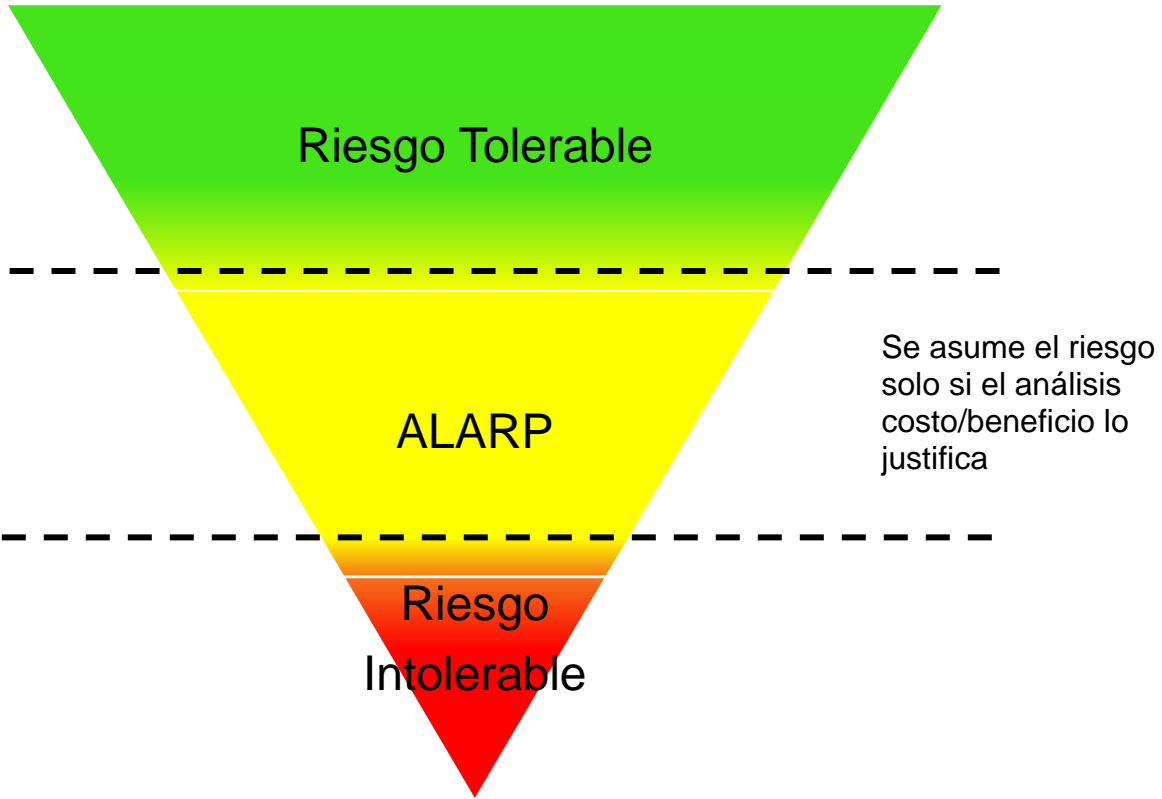 Riesgo Tolerable
Se asume el riesgo
solo si el análisis
costo/beneficio lo
justifica
ALARP
Riesgo
Intolerable